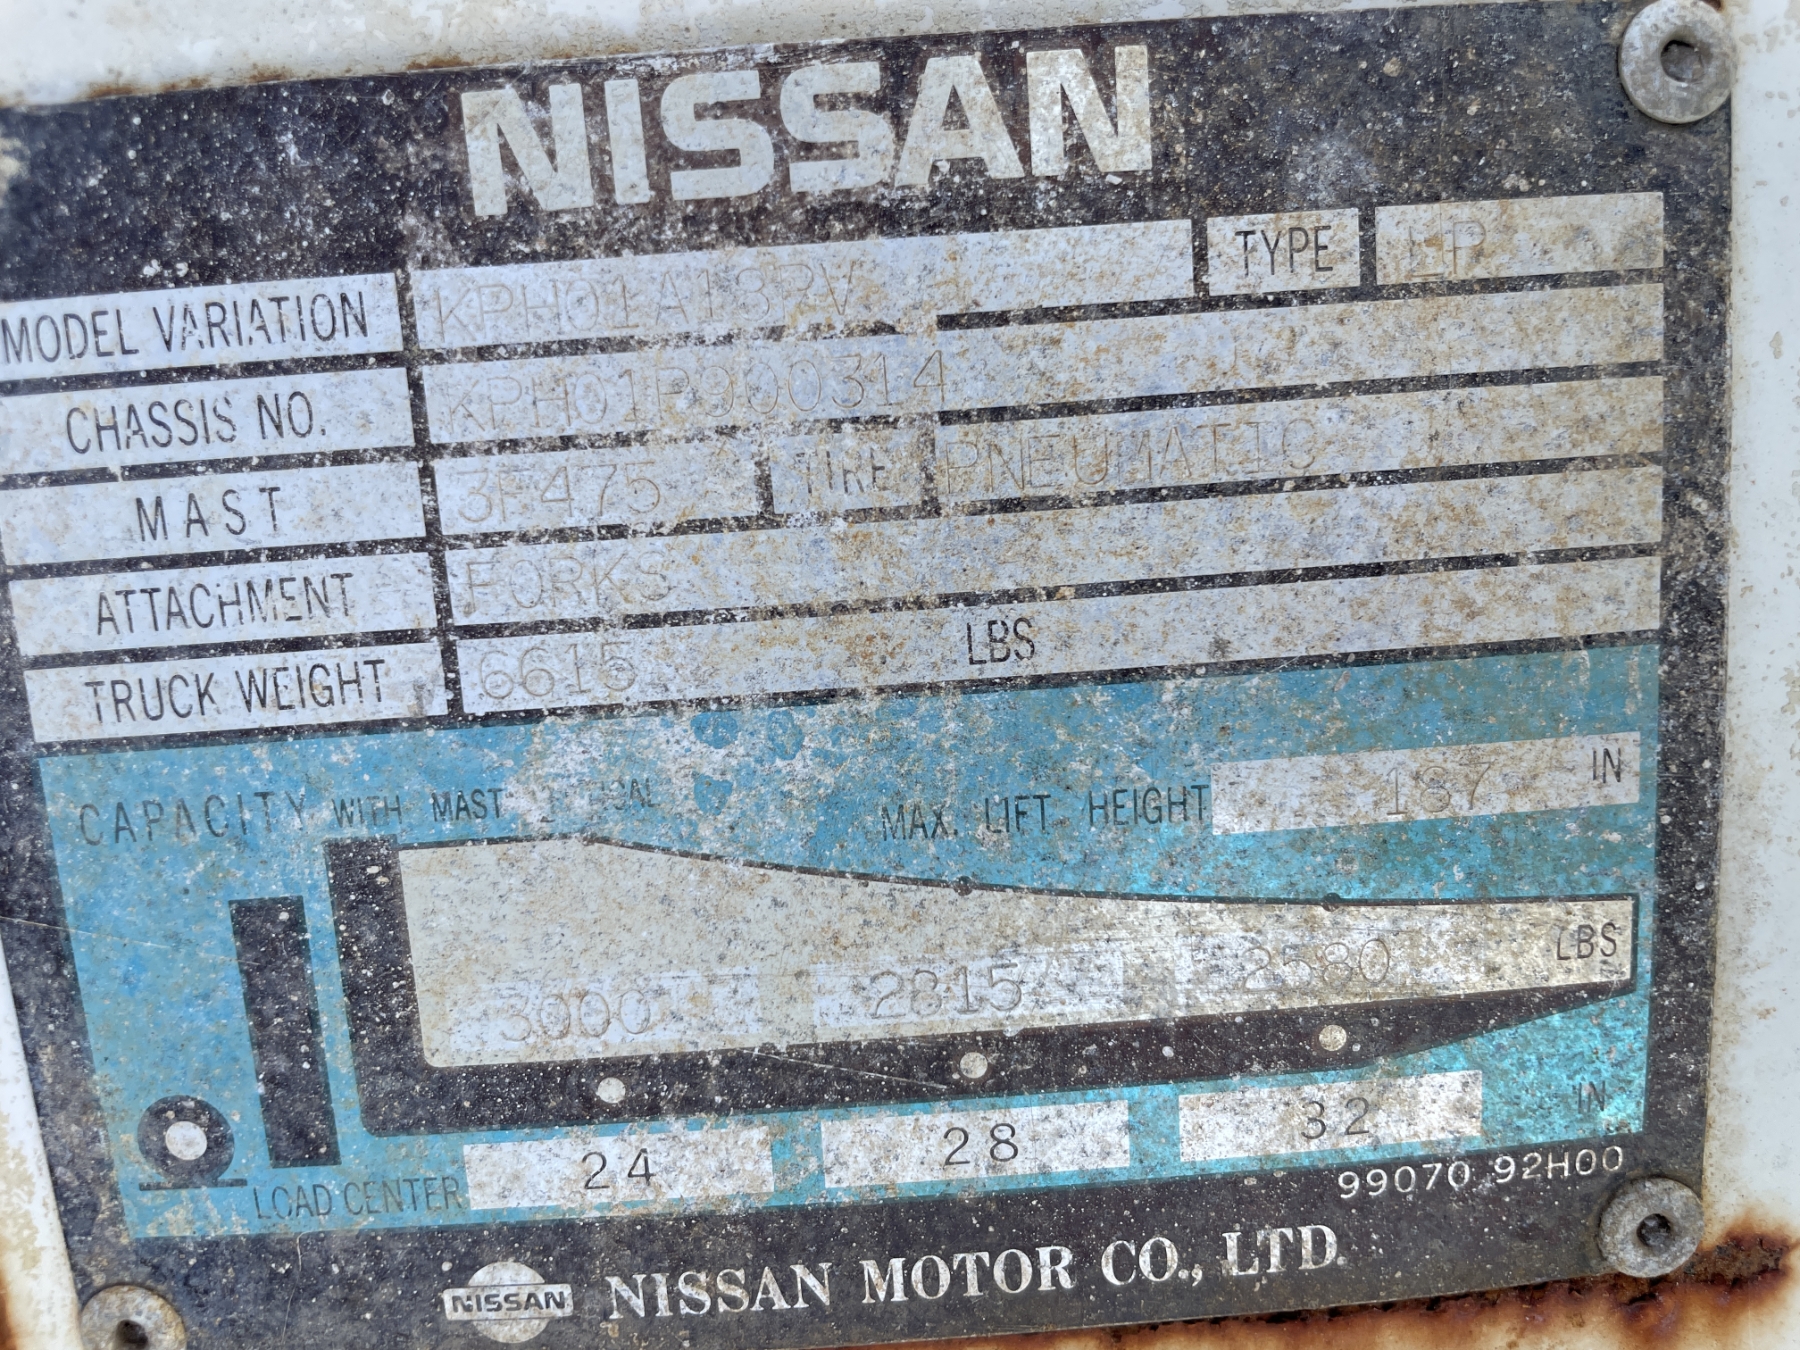 NISSAN
MODEL VARIATION KPH01A18PV TYPE LP
CHASSIS NO. KPH01P900314
MAST 3F475 TIRE PNEUMATIC
ATTACHMENT FORKS
TRUCK WEIGHT 6615 LBS
CAPACITY WITH MAST MAX. LIFT HEIGHT 187 IN
3000 2815 2580 LBS
24 28 32 IN
LOAD CENTER
99070 92H00
NISSAN NISSAN MOTOR CO., LTD.